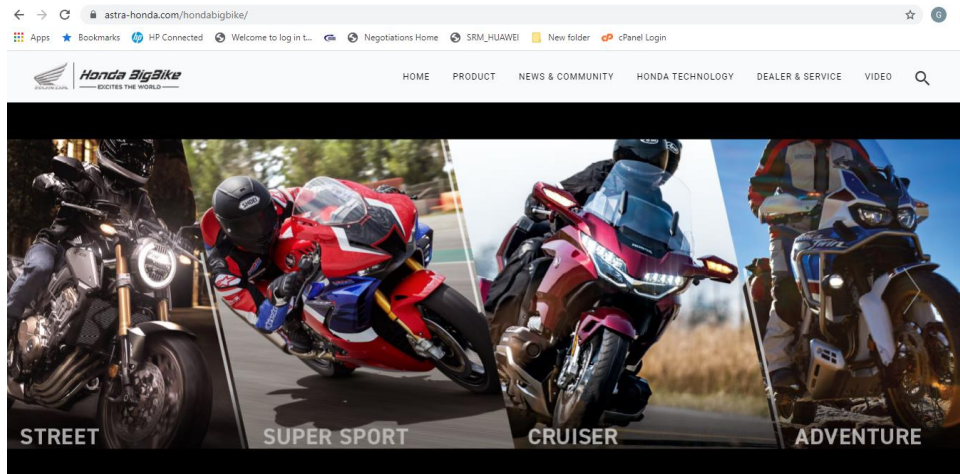 astra-honda.com/hondabigbike/
G
Apps Bookmarks HP Connected Welcome to log in t... Negotiations Home SRM_HUAWEI New folder cPanel Login
Honda BigBike
EXCITES THE WORLD
HOME PRODUCT NEWS & COMMUNITY HONDA TECHNOLOGY DEALER & SERVICE VIDEO
SHOEI
STREET SUPER SPORT CRUISER ADVENTURE